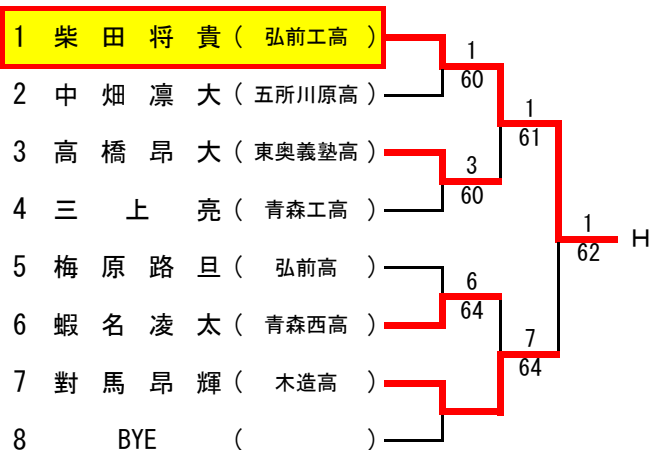 1 柴田将貴(弘前工高)
2 中畑凛大(五所川原高)
3 高橋昂大(東奥義塾高)
4 三上亮(青森工高)
5 梅原路旦(弘前高)
6 蝦名凌太(青森西高)
7 對馬昂輝(木造高)
8 BYE ( )
1
60
3
60
6
64
1
61
7
64
1
62
H